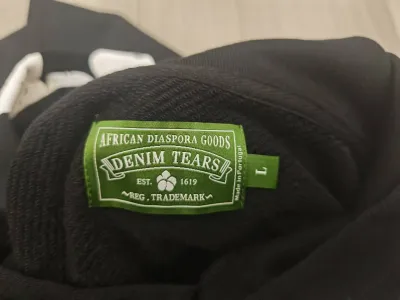 AFRICAN DIASPORA GOODS
DENIM TEARS
EST. 1619
~REG. TRADEMARK~
L
Made in Portugal